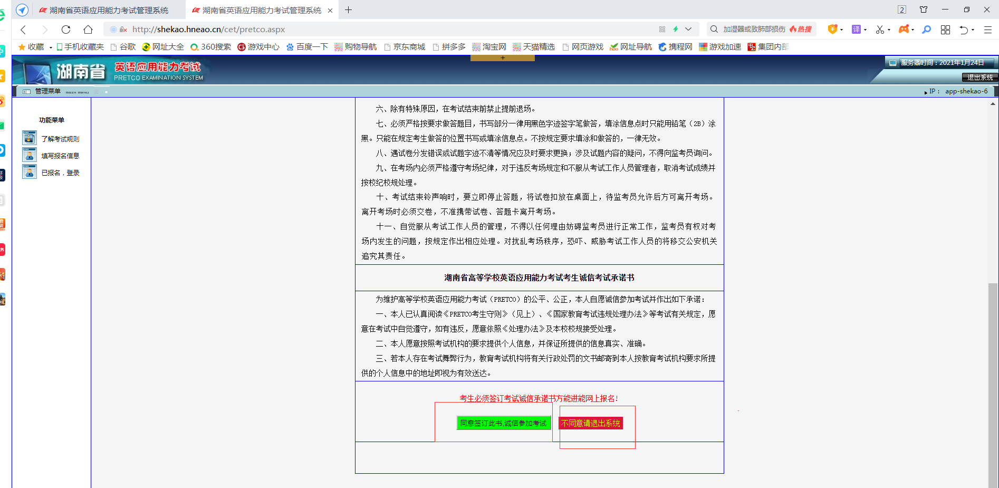 湖南省英语应用能力考试管理系统
湖南省英语应用能力考试管理系统
2
http://shekao.hneao.cn/cet/pretco.aspx
加湿器或致肺部损伤 热搜
译
收藏 手机收藏夹 谷歌 网址大全 360搜索 游戏中心 百度一下 购物导航 京东商城 拼多多 淘宝网 天猫精选 网页游戏 网址导航 携程网 游戏加速 集团内部
湖南省 英语应用能力考试
PRETCO EXAMINATION SYSTEM
+
服务器时间：2021年1月24日
退出系统
管理菜单 MAIN MENU
IP： app-shekao-6
功能菜单
了解考试规则
填写报名信息
已报名，登录
六、除有特殊原因，在考试结束前禁止提前退场。
七、必须严格按要求做答题目，书写部分一律用黑色字迹签字笔做答，填涂信息点时只能用铅笔（2B）涂
黑。只能在规定考生做答的位置书写或填涂信息点。不按规定要求填涂和做答的，一律无效。
八、遇试卷分发错误或试题字迹不清等情况应及时要求更换；涉及试题内容的疑问，不得向监考员询问。
九、在考场内必须严格遵守考场纪律，对于违反考场规定和不服从考试工作人员管理者，取消考试成绩并
按校纪校规处理。
十、考试结束铃声响时，要立即停止答题，将试卷扣放在桌面上，待监考员允许后方可离开考场。
离开考场时必须交卷，不准携带试卷、答题卡离开考场。
十一、自觉服从考试工作人员的管理，不得以任何理由妨碍监考员进行正常工作，监考员有权对考
场内发生的问题，按规定作出相应处理。对扰乱考场秩序，恐吓、威胁考试工作人员的将移交公安机关
追究其责任。
湖南省高等学校英语应用能力考试考生诚信考试承诺书
为维护高等学校英语应用能力考试（PRETCO）的公平、公正，本人自愿诚信参加考试并作出如下承诺：
一、本人已认真阅读《PRETCO考生守则》（见上）、《国家教育考试违规处理办法》等考试有关规定，愿
意在考试中自觉遵守，如有违反，愿意依照《处理办法》及本校校规接受处理。
二、本人愿意按照考试机构的要求提供个人信息，并保证所提供的信息真实、准确。
三、若本人存在考试舞弊行为，教育考试机构将有关行政处罚的文书邮寄到本人按教育考试机构要求所提
供的个人信息中的地址即视为有效送达。
考生必须签订考试诚信承诺书方能进能网上报名！
同意签订此书,诚信参加考试 不同意请退出系统